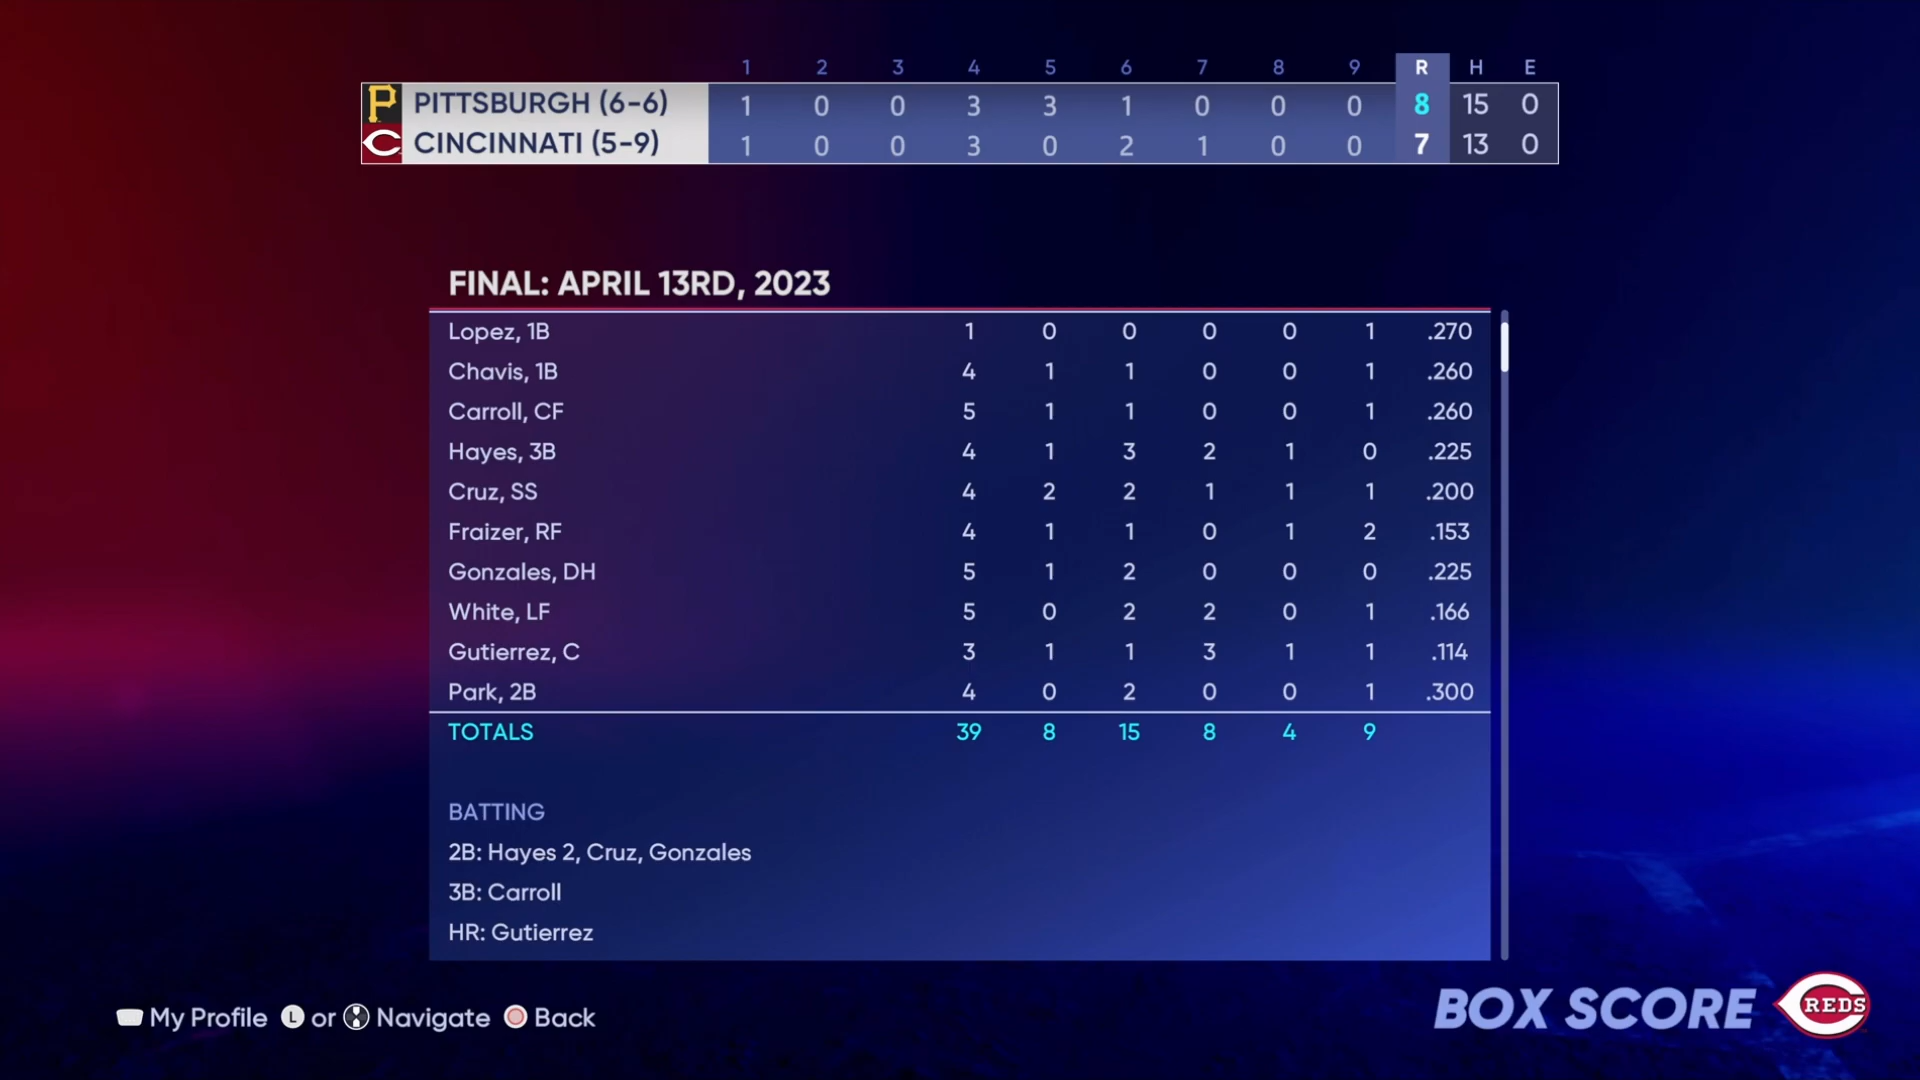 1 2 3 4 5 6 7 8 9 R H E
P PITTSBURGH (6-6) 1 0 0 3 3 1 0 0 0 8 15 0
C CINCINNATI (5-9) 1 0 0 3 0 2 1 0 0 7 13 0
FINAL: APRIL 13RD, 2023
Lopez, 1B 1 0 0 0 0 1 .270
Chavis, 1B 4 1 1 0 0 1 .260
Carroll, CF 5 1 1 0 0 1 .260
Hayes, 3B 4 1 3 2 1 0 .225
Cruz, SS 4 2 2 1 1 1 .200
Fraizer, RF 4 1 1 0 1 2 .153
Gonzales, DH 5 1 2 0 0 0 .225
White, LF 5 0 2 2 0 1 .166
Gutierrez, C 3 1 1 3 1 1 .114
Park, 2B 4 0 2 0 0 1 .300
TOTALS 39 8 15 8 4 9
BATTING
2B: Hayes 2, Cruz, Gonzales
3B: Carroll
HR: Gutierrez
My Profile L or Navigate Back
BOX SCORE REDS